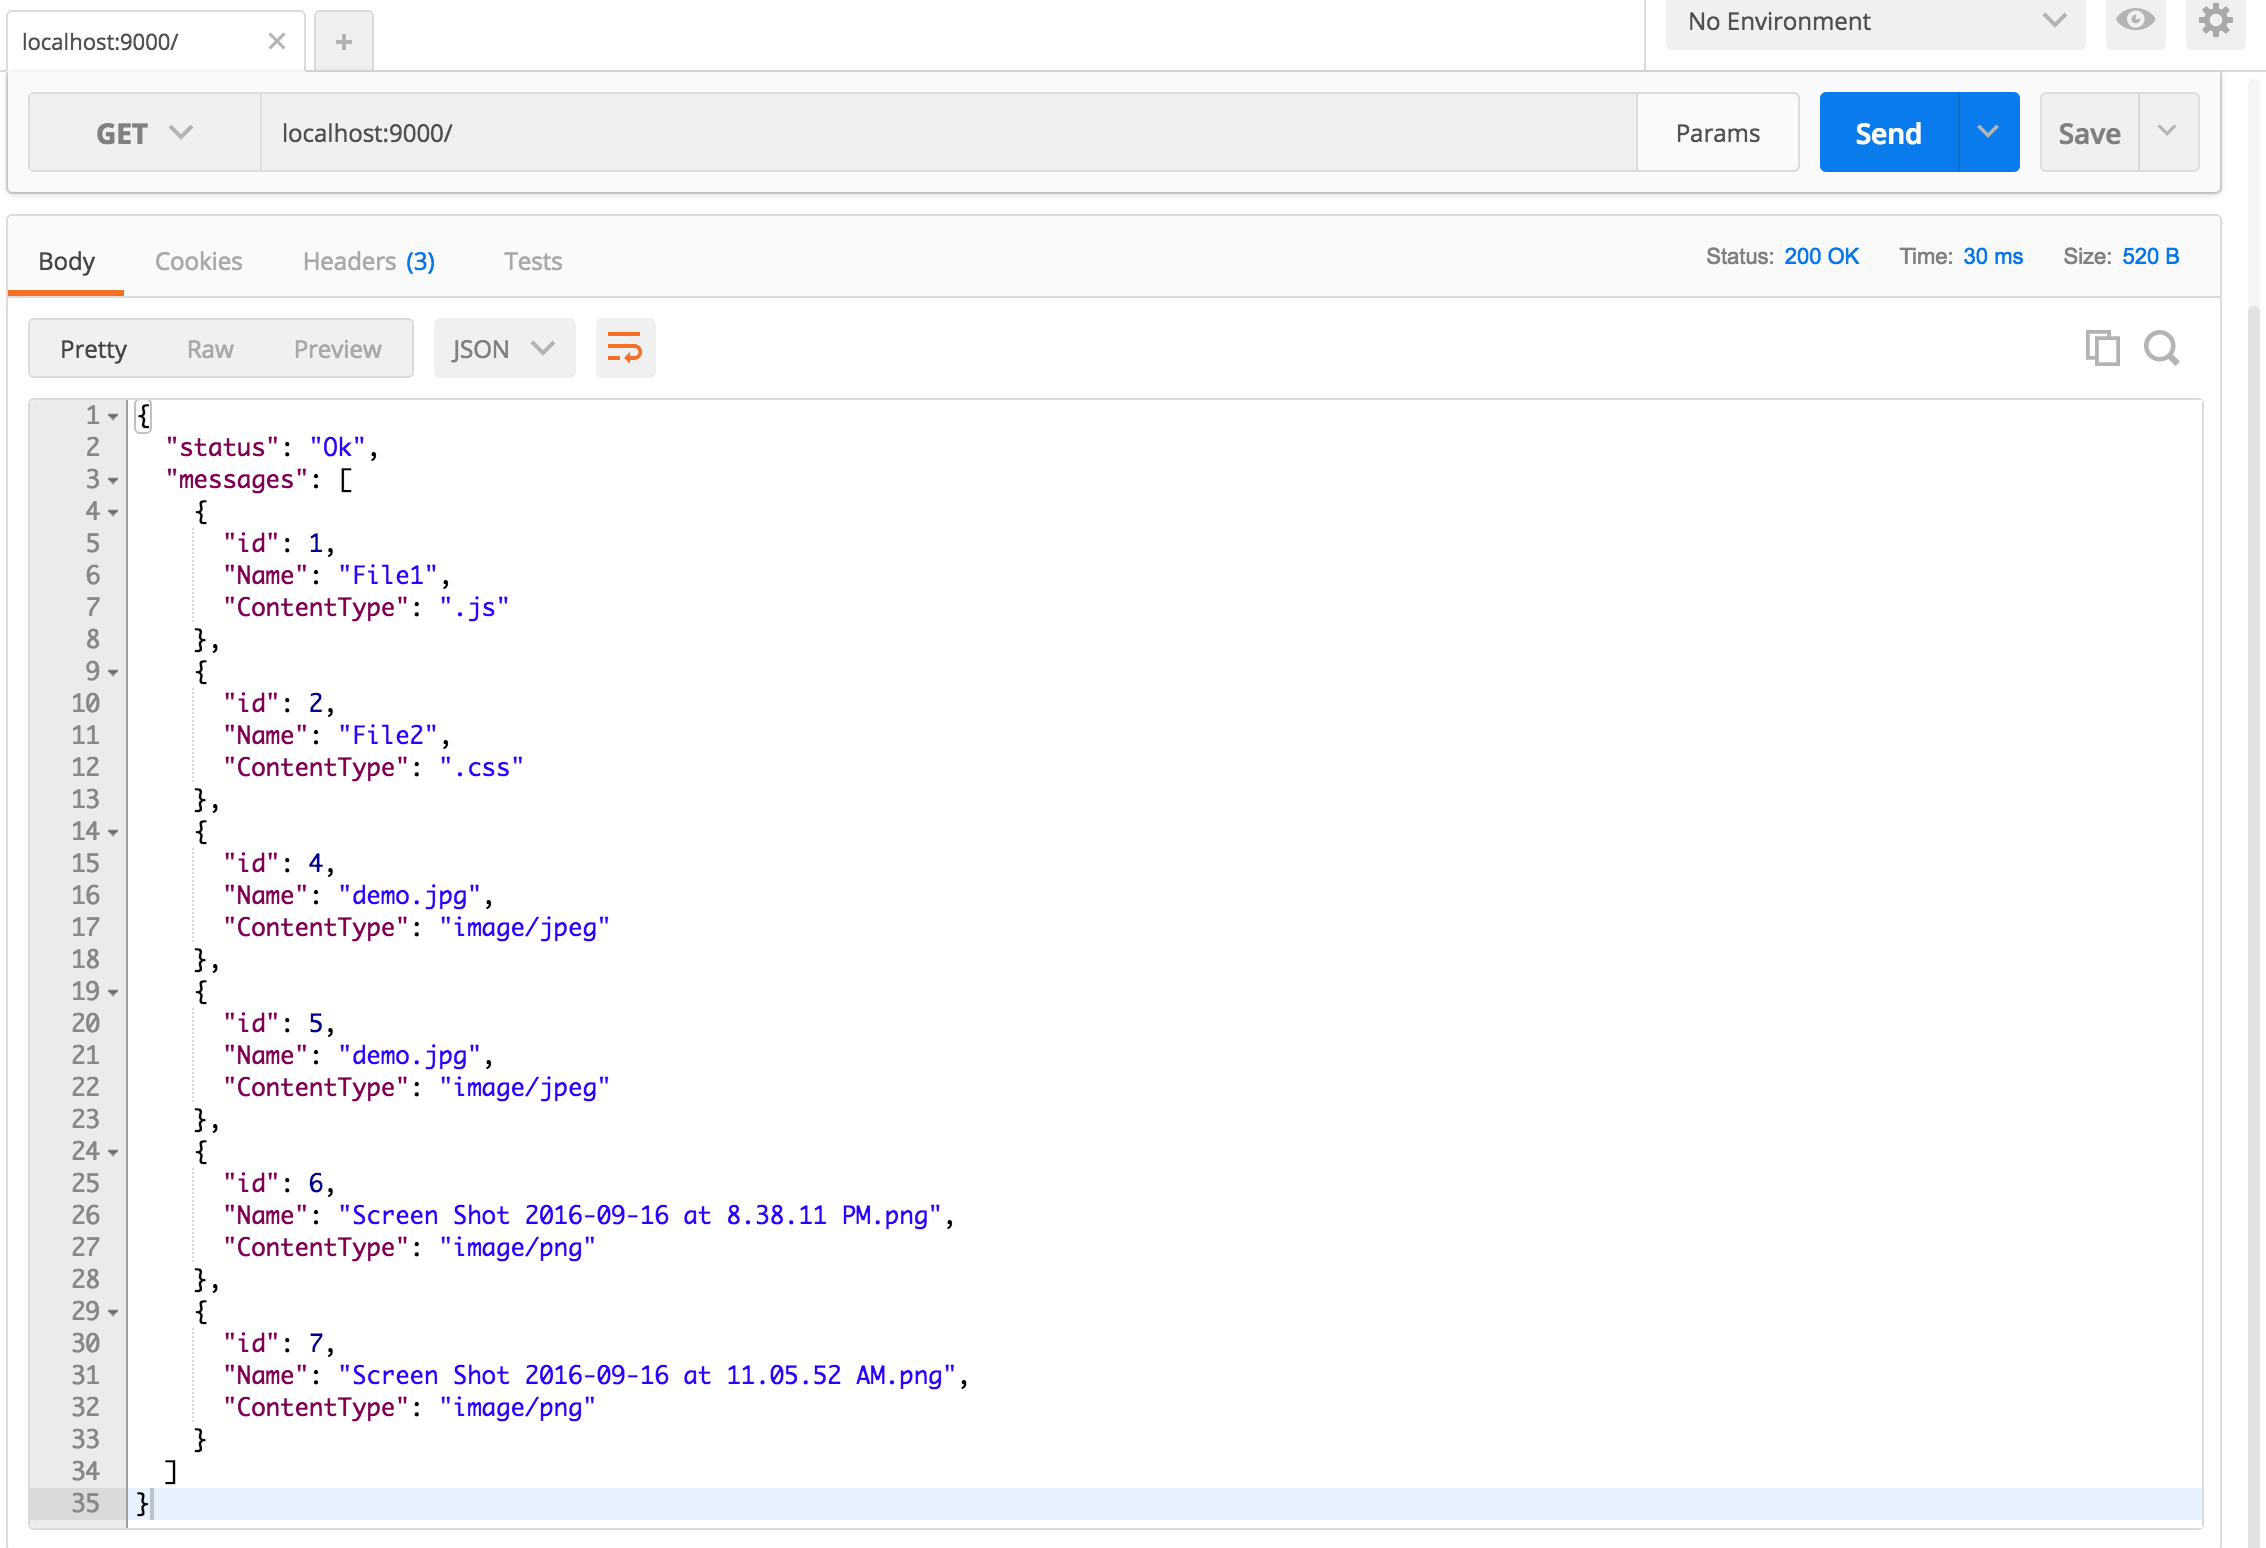 localhost:9000/
No Environment
GET localhost:9000/ Params Send Save
Body Cookies Headers (3) Tests Status: 200 OK Time: 30 ms Size: 520 B
Pretty Raw Preview JSON
1 {
2 "status": "Ok",
3 "messages": [
4 {
5 "id": 1,
6 "Name": "File1",
7 "ContentType": ".js"
8 },
9 {
10 "id": 2,
11 "Name": "File2",
12 "ContentType": ".css"
13 },
14 {
15 "id": 4,
16 "Name": "demo.jpg",
17 "ContentType": "image/jpeg"
18 },
19 {
20 "id": 5,
21 "Name": "demo.jpg",
22 "ContentType": "image/jpeg"
23 },
24 {
25 "id": 6,
26 "Name": "Screen Shot 2016-09-16 at 8.38.11 PM.png",
27 "ContentType": "image/png"
28 },
29 {
30 "id": 7,
31 "Name": "Screen Shot 2016-09-16 at 11.05.52 AM.png",
32 "ContentType": "image/png"
33 }
34 ]
35 }